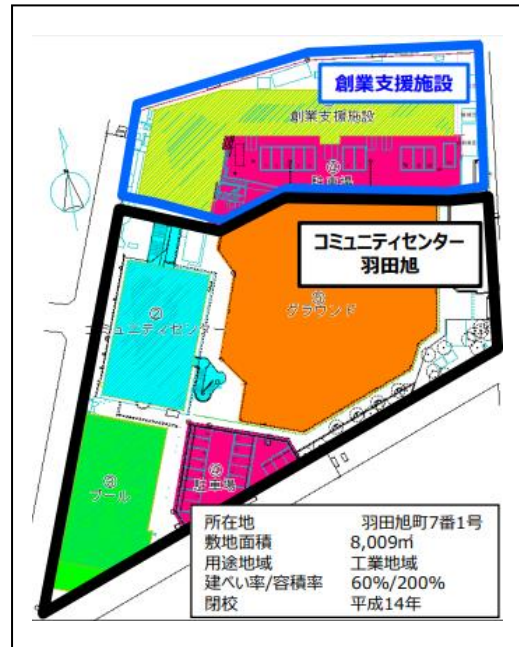 創業支援施設
創業支援施設
④
駐車場
コミュニティセンター
羽田旭
②
コミュニティセンター
グラウンド
③
プール
④
駐車場
所在地 羽田旭町7番1号
敷地面積 8,009㎡
用途地域 工業地域
建ぺい率/容積率 60%/200%
閉校 平成14年